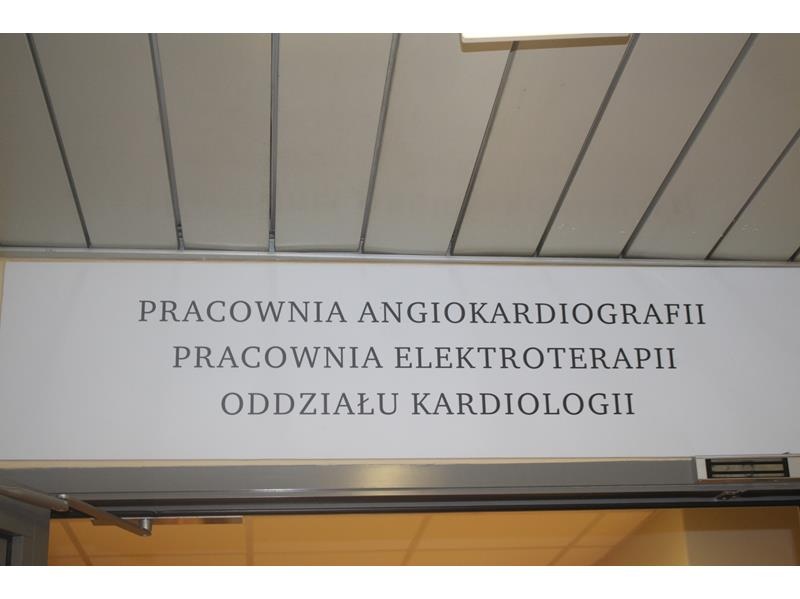 PRACOWNIA ANGIOKARDIOGRAFII
PRACOWNIA ELEKTROTERAPII
ODDZIAŁU KARDIOLOGII